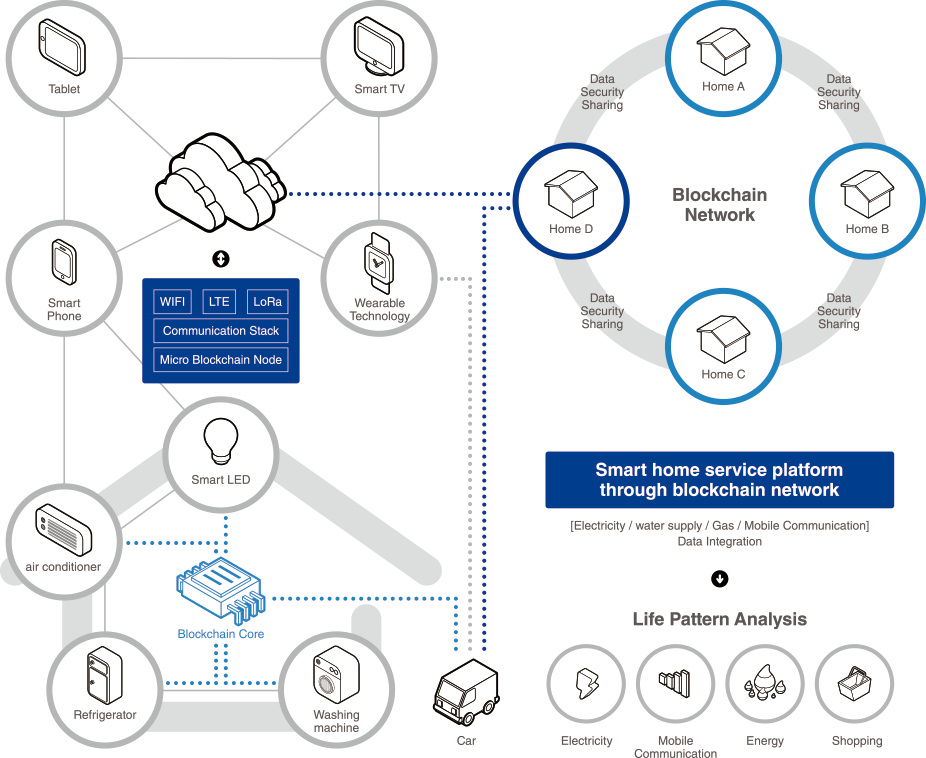 Tablet
Smart TV
Smart
Phone
Wearable
Technology
WIFI
LTE
LoRa
Communication Stack
Micro Blockchain Node
Smart LED
air conditioner
Blockchain Core
Refrigerator
Washing
machine
Car
Home A
Data
Security
Sharing
Data
Security
Sharing
Home D
Blockchain
Network
Home B
Data
Security
Sharing
Data
Security
Sharing
Home C
Smart home service platform
through blockchain network
[Electricity / water supply / Gas / Mobile Communication]
Data Integration
Life Pattern Analysis
Electricity
Mobile
Communication
Energy
Shopping